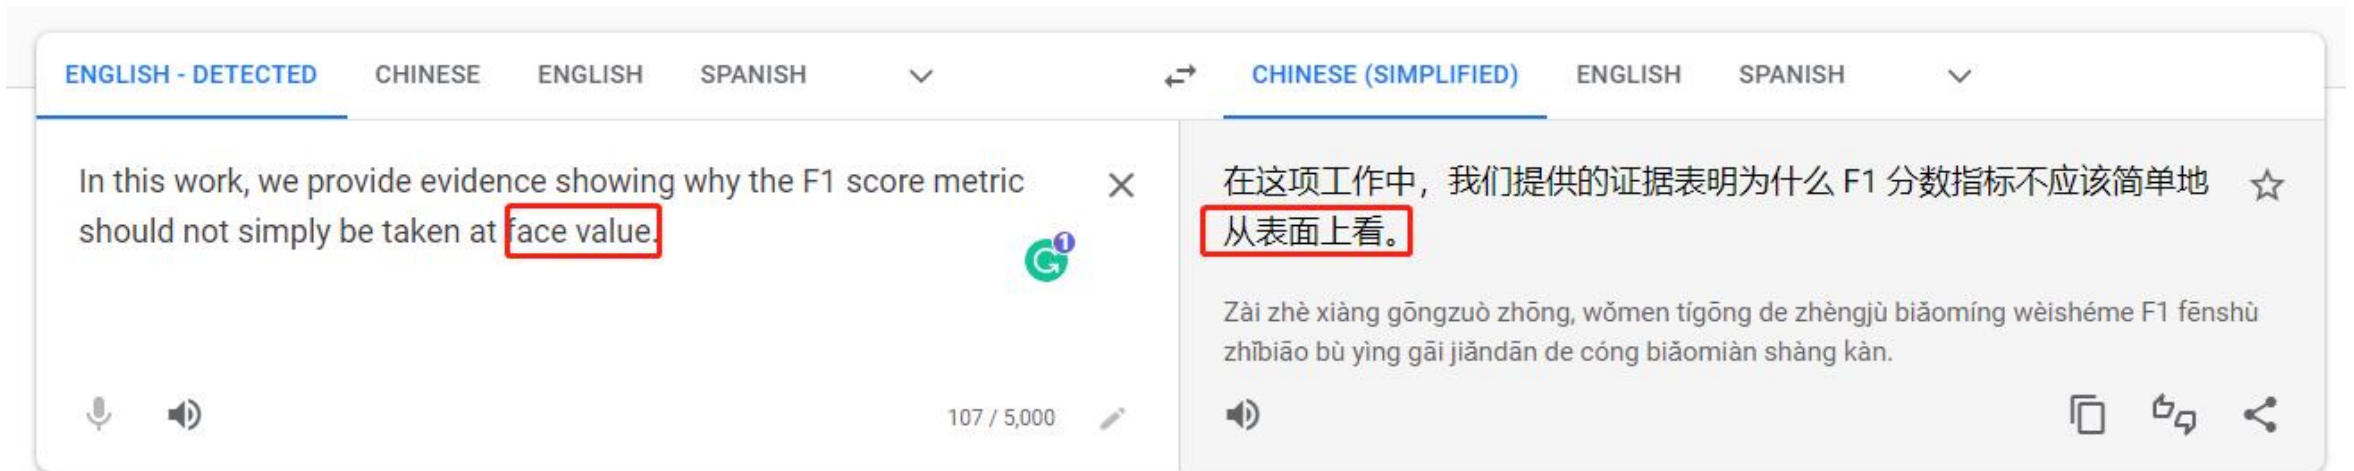 ENGLISH - DETECTED CHINESE ENGLISH SPANISH CHINESE (SIMPLIFIED) ENGLISH SPANISH
In this work, we provide evidence showing why the F1 score metric
should not simply be taken at face value.
1
107 / 5,000
在这项工作中，我们提供的证据表明为什么 F1 分数指标不应该简单地
从表面上看。
Zài zhè xiàng gōngzuò zhōng, wǒmen tígōng de zhèngjù biǎomíng wèishéme F1 fēnshù
zhǐbiāo bù yìng gāi jiǎndān de cóng biǎomiàn shàng kàn.